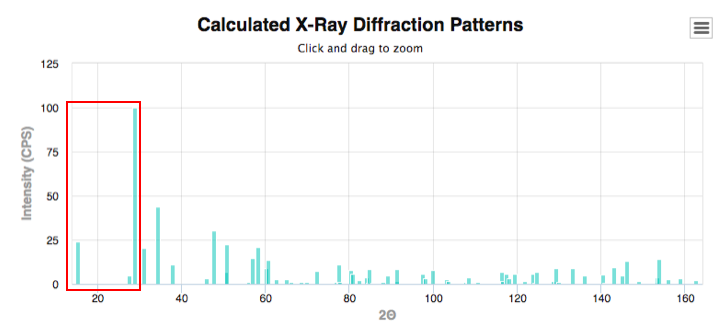 Calculated X-Ray Diffraction Patterns
Click and drag to zoom
125
100
75
50
25
0
Intensity (CPS)
20 40 60 80 100 120 140 160
2Θ